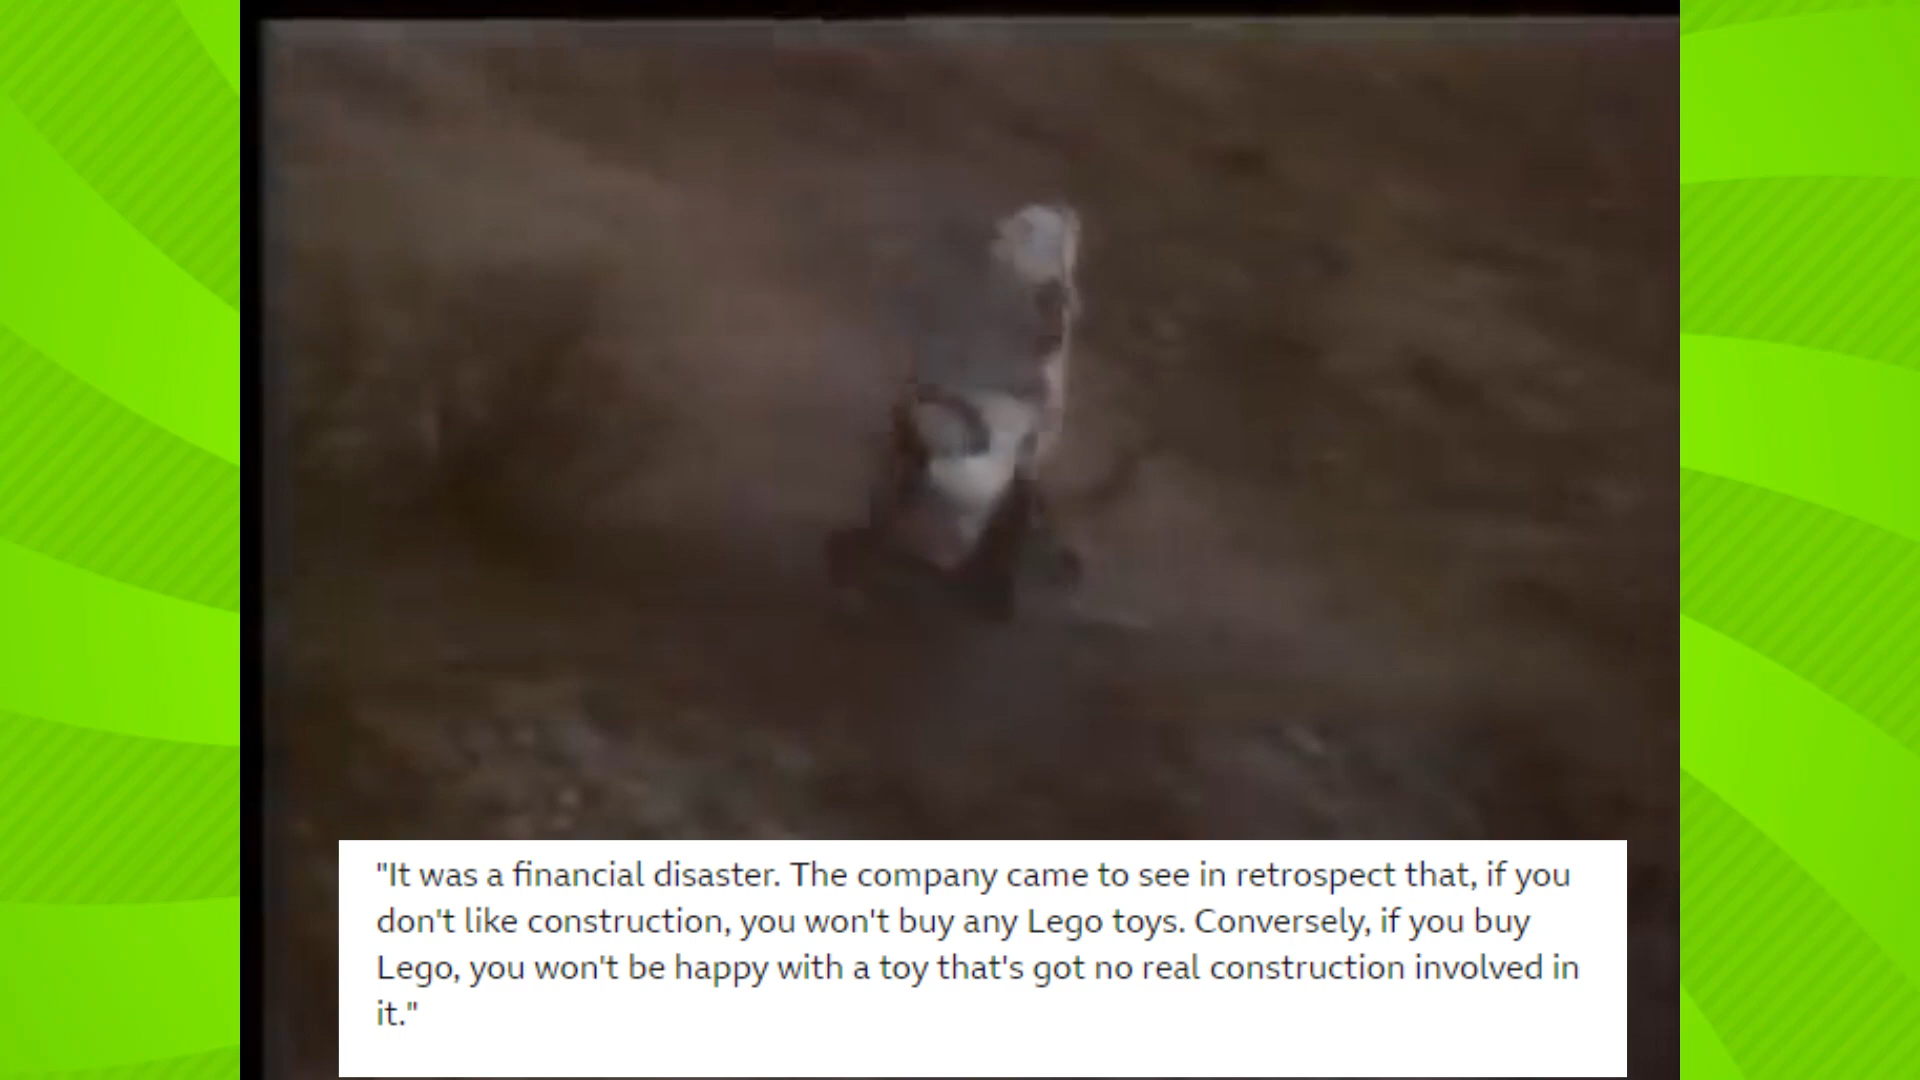 "It was a financial disaster. The company came to see in retrospect that, if you
don't like construction, you won't buy any Lego toys. Conversely, if you buy
Lego, you won't be happy with a toy that's got no real construction involved in
it."